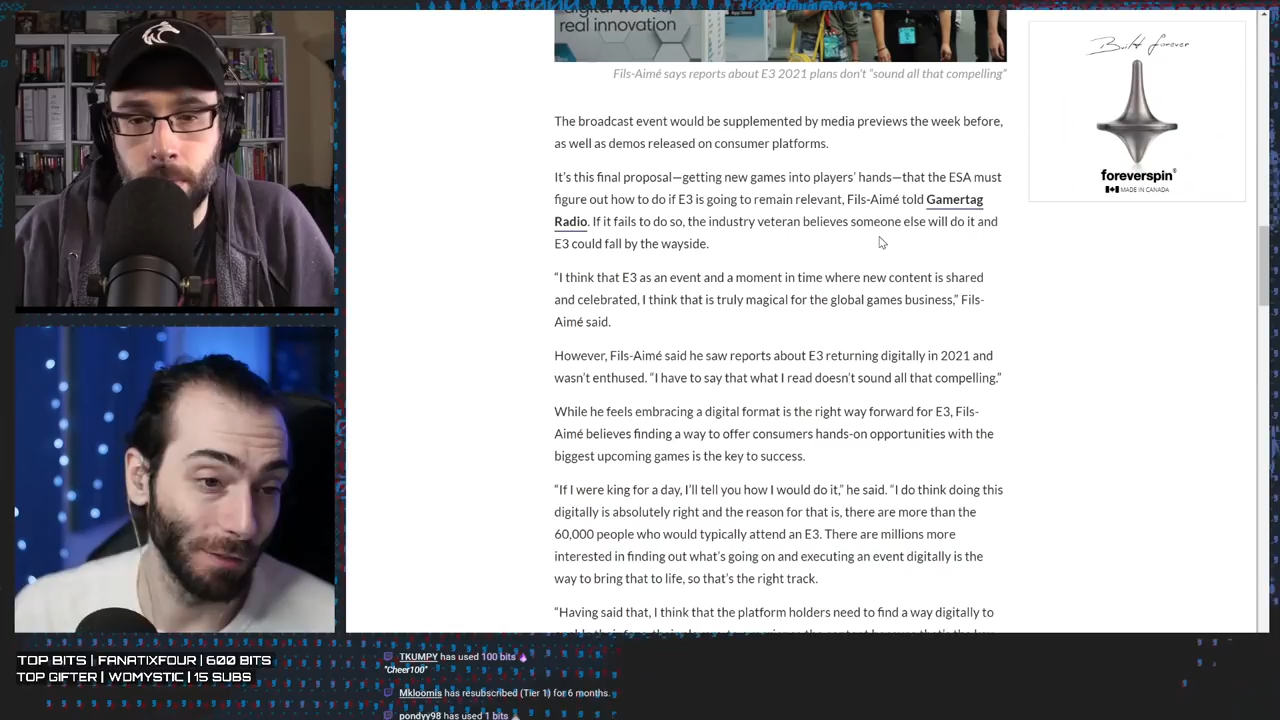 digital worlds,
real innovation
Fils-Aimé says reports about E3 2021 plans don’t “sound all that compelling”
The broadcast event would be supplemented by media previews the week before,
as well as demos released on consumer platforms.
It’s this final proposal—getting new games into players’ hands—that the ESA must
figure out how to do if E3 is going to remain relevant, Fils-Aimé told Gamertag
Radio. If it fails to do so, the industry veteran believes someone else will do it and
E3 could fall by the wayside.
“I think that E3 as an event and a moment in time where new content is shared
and celebrated, I think that is truly magical for the global games business,” Fils-
Aimé said.
However, Fils-Aimé said he saw reports about E3 returning digitally in 2021 and
wasn’t enthused. “I have to say that what I read doesn’t sound all that compelling.”
While he feels embracing a digital format is the right way forward for E3, Fils-
Aimé believes finding a way to offer consumers hands-on opportunities with the
biggest upcoming games is the key to success.
“If I were king for a day, I’ll tell you how I would do it,” he said. “I do think doing this
digitally is absolutely right and the reason for that is, there are more than the
60,000 people who would typically attend an E3. There are millions more
interested in finding out what’s going on and executing an event digitally is the
way to bring that to life, so that’s the right track.
“Having said that, I think that the platform holders need to find a way digitally to
Built forever
foreverspin®
MADE IN CANADA
TOP BITS | FANATIXFOUR | 600 BITS
TOP GIFTER | WDMYSTIC | 15 SUBS
TKUMPY has used 100 bits
"Cheer100"
Mkloomis has resubscribed (Tier 1) for 6 months.
pondyy98 has used 1 bits